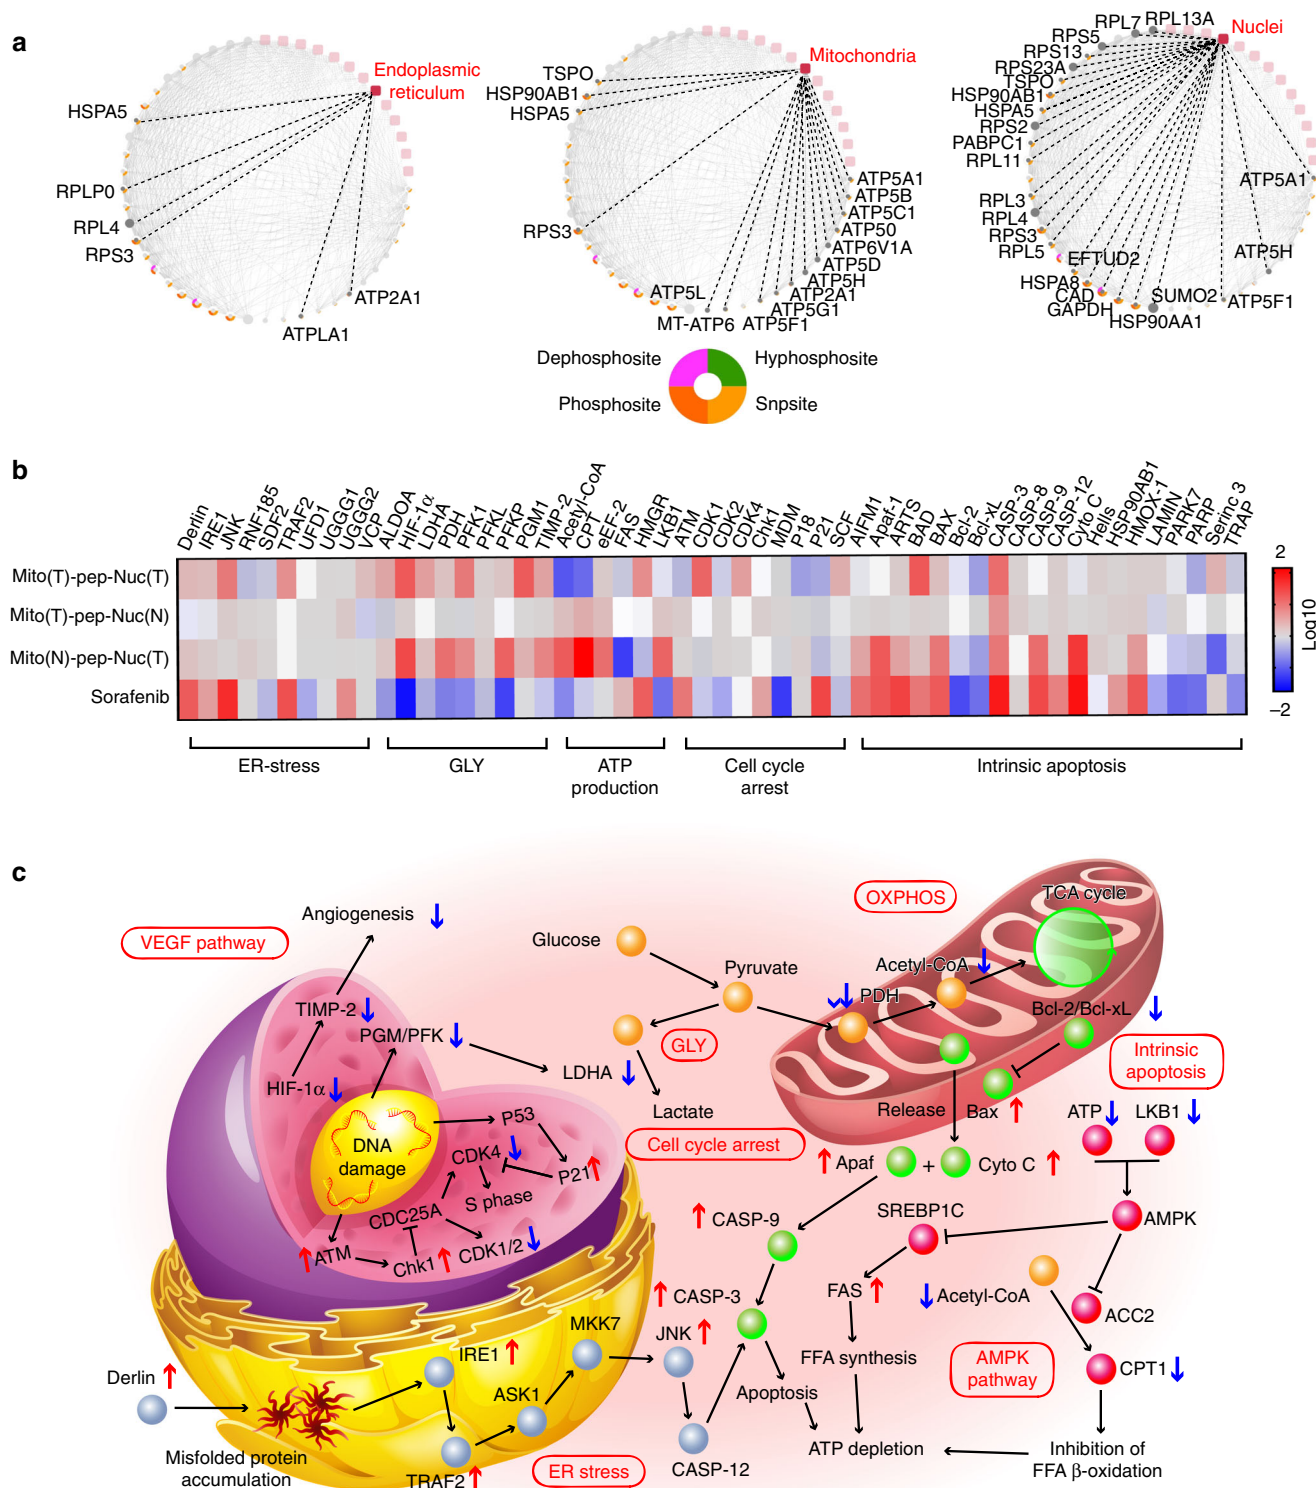 a
Endoplasmic
reticulum
HSPA5
RPLP0
RPL4
RPS3
ATP2A1
ATPLA1
Mitochondria
TSPO
HSP90AB1
HSPA5
RPS3
ATP5A1
ATP5B
ATP5C1
ATP50
ATP6V1A
ATP5D
ATP5H
ATP2A1
ATP5G1
ATP5F1
ATP5L
MT-ATP6
Nuclei
RPL13A
RPL7
RPS5
RPS13
RPS23A
TSPO
HSP90AB1
HSPA5
RPS2
PABPC1
RPL11
RPL3
RPL4
RPS3
RPL5
EFTUD2
HSPA8
CAD
GAPDH
HSP90AA1
SUMO2
ATP5F1
ATP5H
ATP5A1
Dephosphosite
Hyphosphosite
Phosphosite
Snpsite
b
Derlin
IRE1
JNK
RNF185
SDF2
TRAF2
UFD1
UGGG1
UGGG2
VCP
ALDOA
HIF-1α
LDHA
PDH
PFK1
PFKL
PFKP
PGM1
TIMP-2
Acetyl-CoA
CPT
eEF-2
FAS
HMGR
LKB1
ATM
CDK1
CDK2
CDK4
Chk1
MDM
P18
P21
SCF
AIFM1
Apaf-1
ARTS
BAD
BAX
Bcl-2
Bcl-xL
CASP-3
CASP-8
CASP-9
CASP-12
Cyto C
Helis
HSP90AB1
HMOX-1
LAMIN
PARK7
PARP
Sering 3
TRAP
Mito(T)-pep-Nuc(T)
Mito(T)-pep-Nuc(N)
Mito(N)-pep-Nuc(T)
Sorafenib
2
Log10
−2
ER-stress
GLY
ATP
production
Cell cycle
arrest
Intrinsic apoptosis
c
VEGF pathway
Angiogenesis
TIMP-2
PGM/PFK
HIF-1α
DNA
damage
P53
CDK4
P21
S phase
CDC25A
ATM
Chk1
CDK1/2
Glucose
Pyruvate
GLY
LDHA
Lactate
Cell cycle arrest
OXPHOS
TCA cycle
Acetyl-CoA
PDH
Bcl-2/Bcl-xL
Intrinsic
apoptosis
Release
Bax
ATP
LKB1
Apaf
+
Cyto C
CASP-9
SREBP1C
AMPK
CASP-3
FAS
Acetyl-CoA
ACC2
MKK7
JNK
IRE1
ASK1
FFA synthesis
AMPK
pathway
CPT1
Derlin
Apoptosis
Misfolded protein
accumulation
TRAF2
ER stress
CASP-12
ATP depletion
Inhibition of
FFA β-oxidation